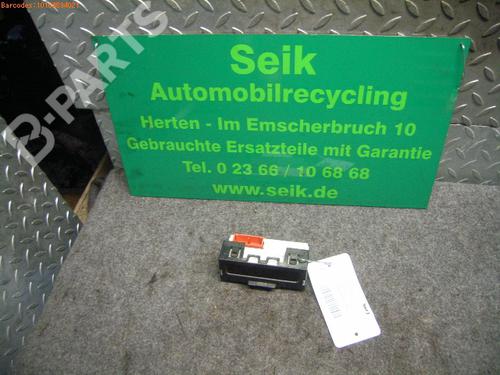 Seik
Automobilrecycling
Herten - Im Emscherbruch 10
Gebrauchte Ersatzteile mit Garantie
Tel. 0 23 66 / 10 68 68
www.seik.de
B-PARTS